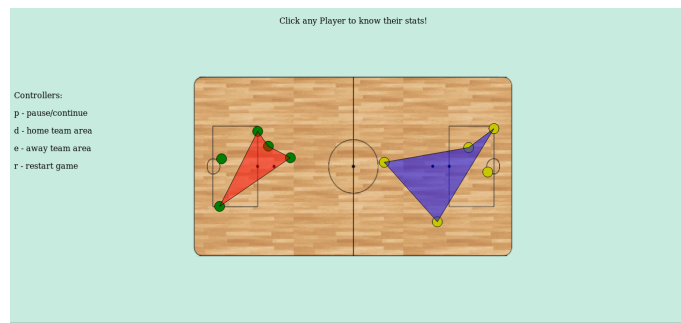 Click any Player to know their stats!
Controllers:
p - pause/continue
d - home team area
e - away team area
r - restart game